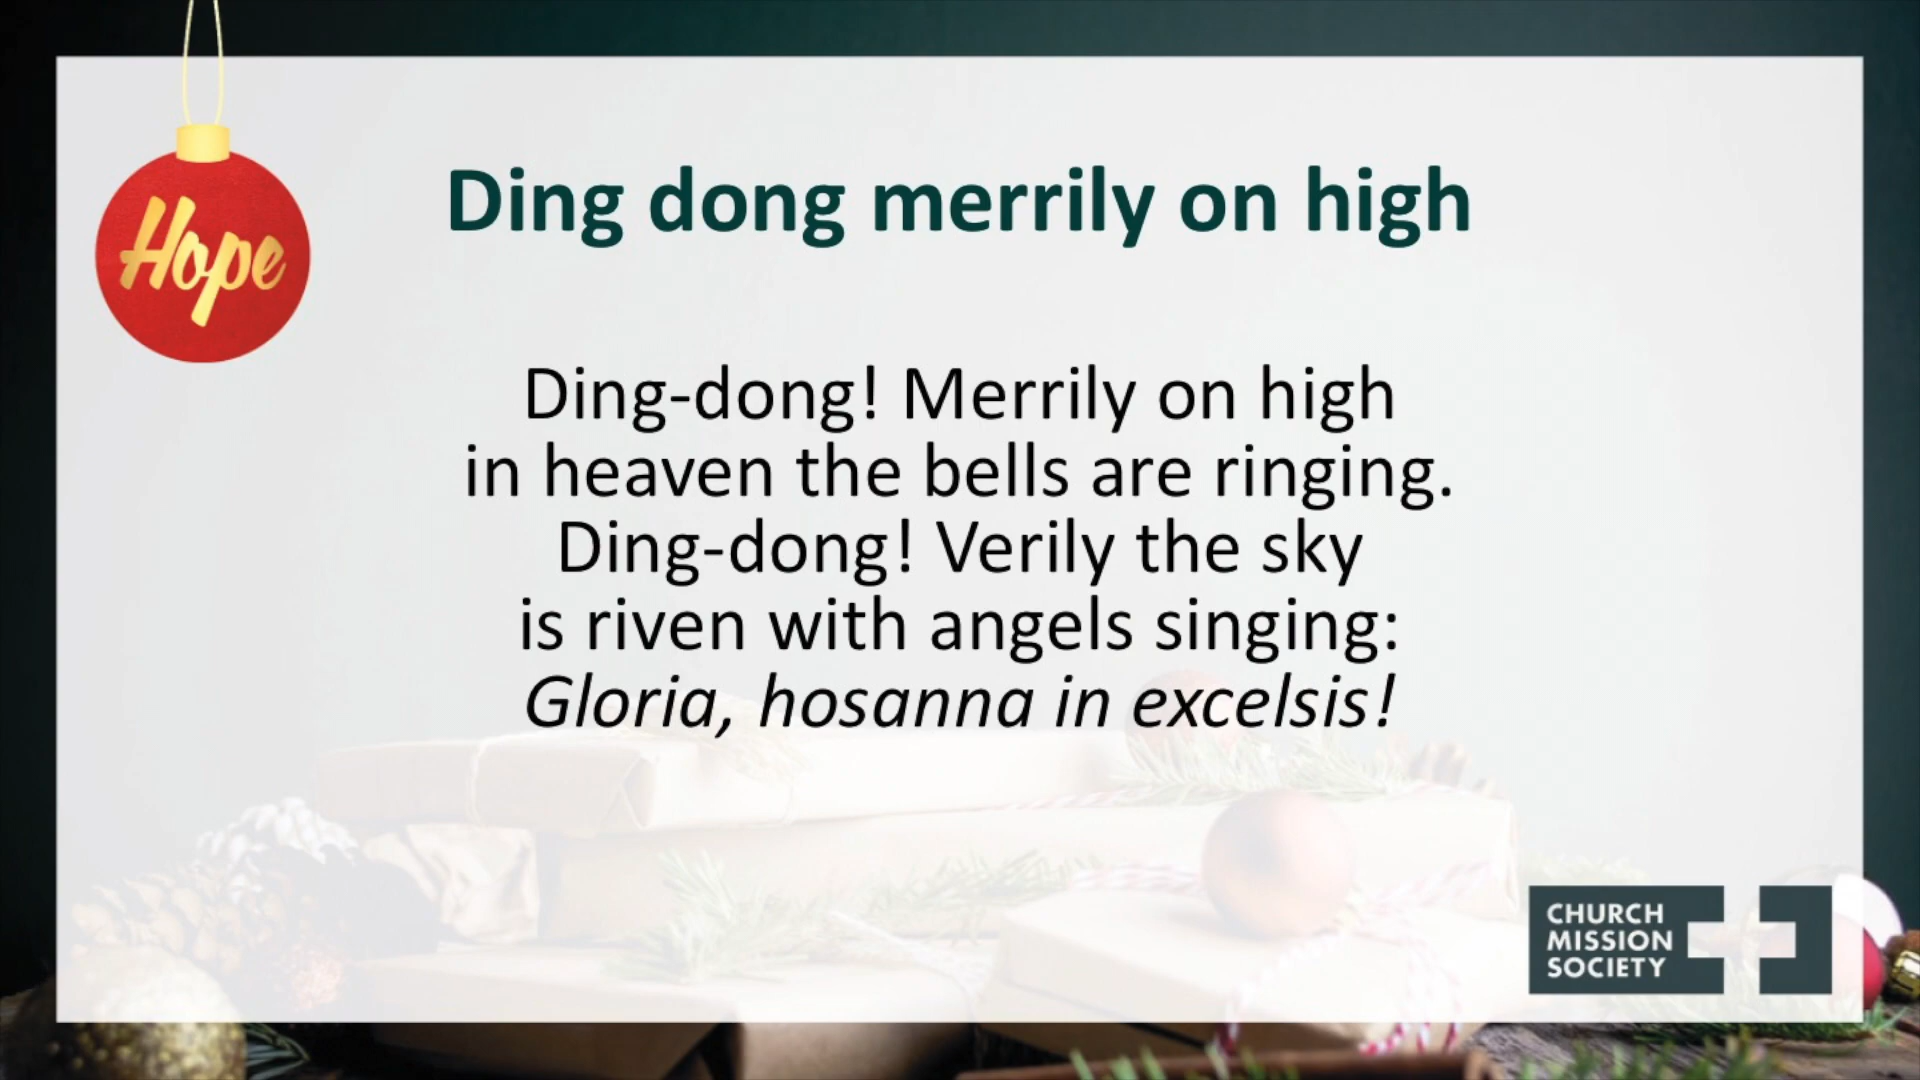 Hope
Ding dong merrily on high
Ding-dong! Merrily on high
in heaven the bells are ringing.
Ding-dong! Verily the sky
is riven with angels singing:
Gloria, hosanna in excelsis!
CHURCH
MISSION
SOCIETY